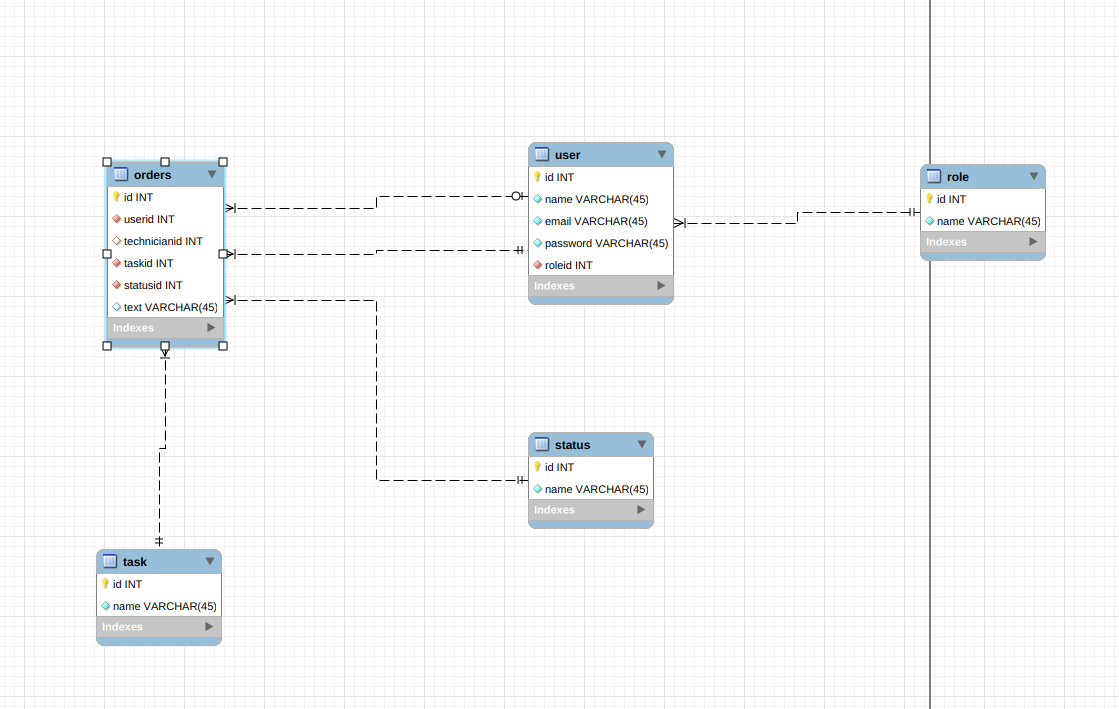 orders
id INT
userid INT
technicianid INT
taskid INT
statusid INT
text VARCHAR(45)
Indexes
user
id INT
name VARCHAR(45)
email VARCHAR(45)
password VARCHAR(45)
roleid INT
Indexes
role
id INT
name VARCHAR(45)
Indexes
status
id INT
name VARCHAR(45)
Indexes
task
id INT
name VARCHAR(45)
Indexes